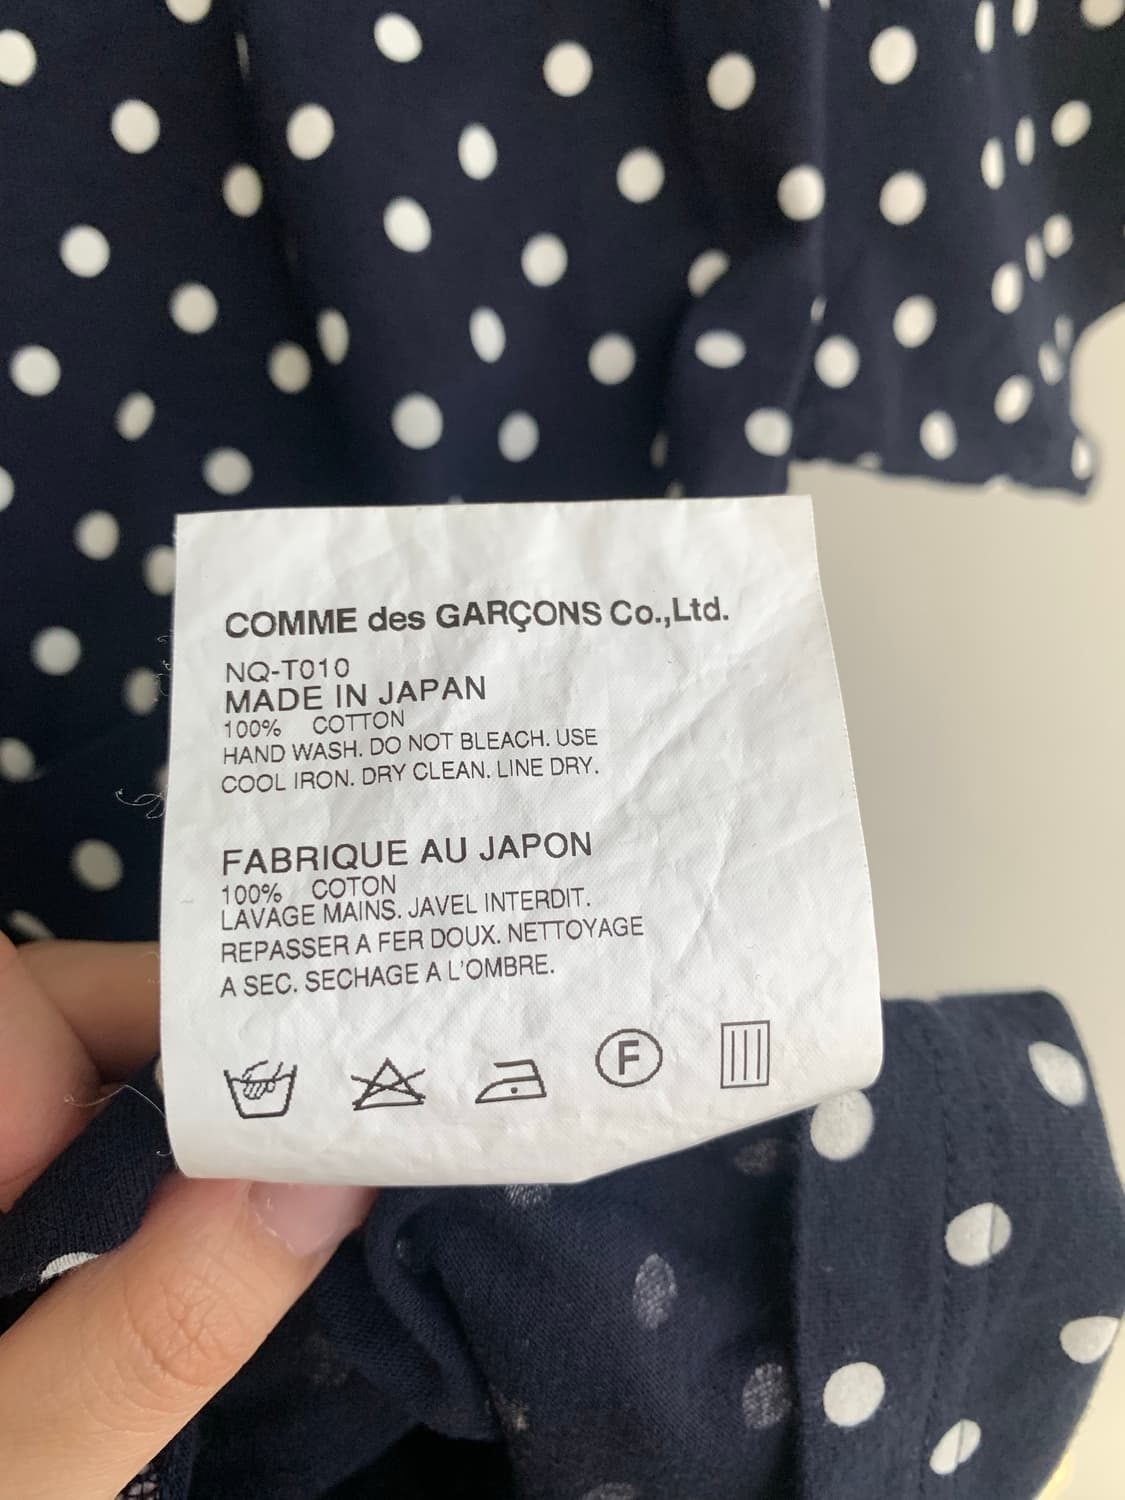 COMME des GARÇONS Co.,Ltd.
NQ-T010
MADE IN JAPAN
100% COTTON
HAND WASH. DO NOT BLEACH. USE
COOL IRON. DRY CLEAN. LINE DRY.
FABRIQUE AU JAPON
100% COTON
LAVAGE MAINS. JAVEL INTERDIT.
REPASSER A FER DOUX. NETTOYAGE
A SEC. SECHAGE A L'OMBRE.
F